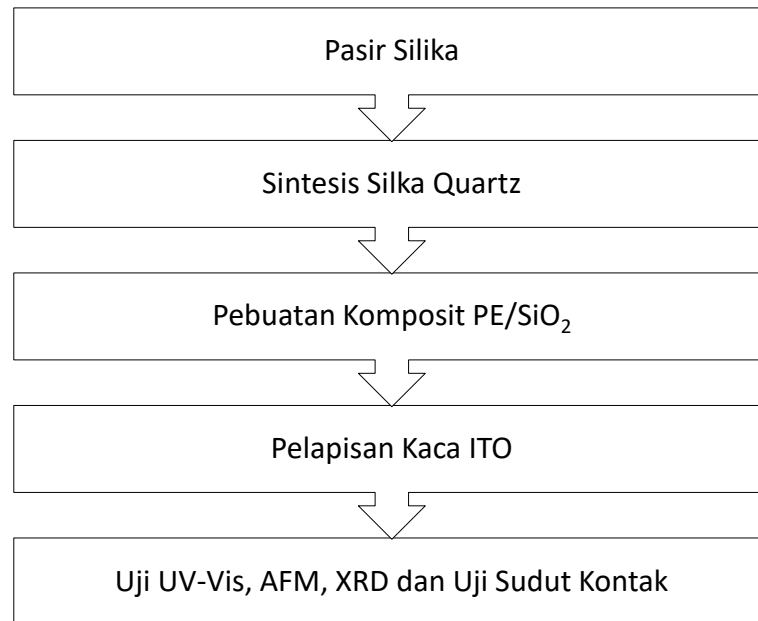 Pasir Silika
Sintesis Silka Quartz
Pebuatan Komposit PE/SiO₂
Pelapisan Kaca ITO
Uji UV-Vis, AFM, XRD dan Uji Sudut Kontak